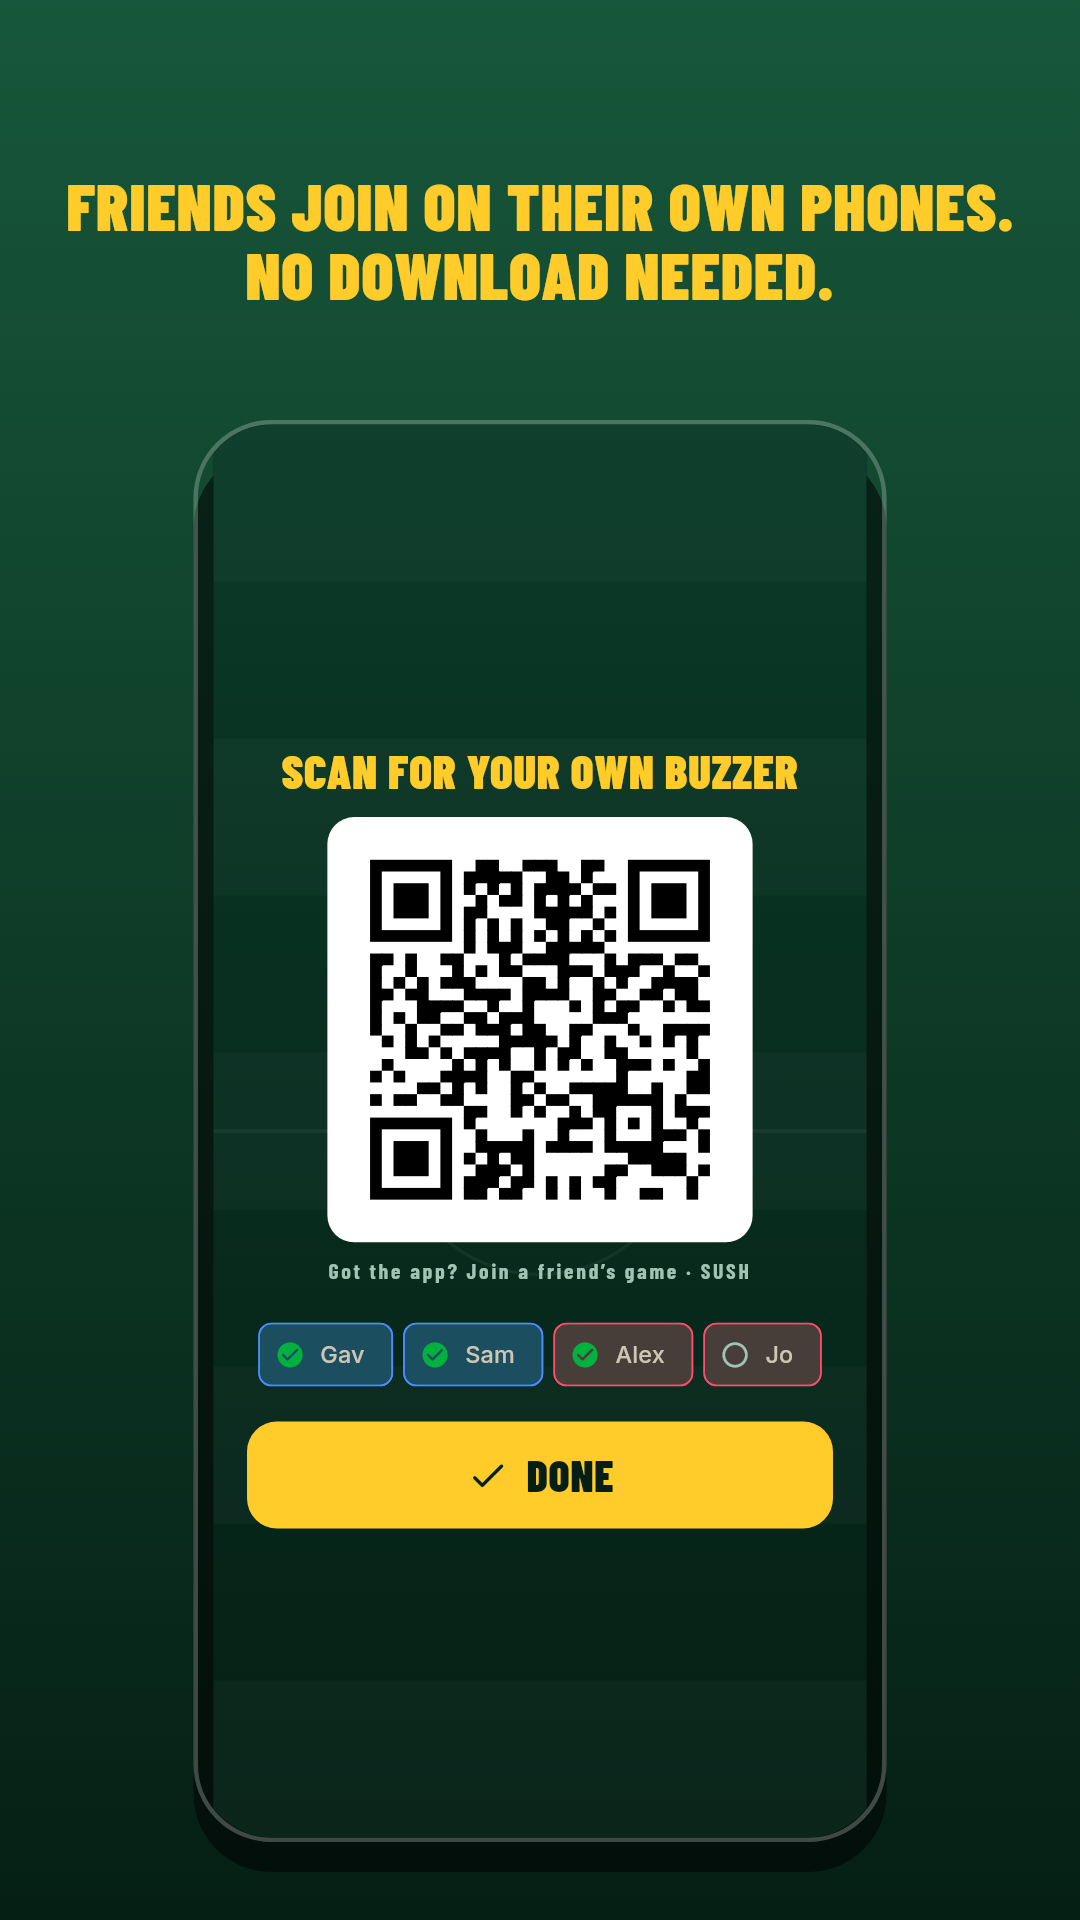 FRIENDS JOIN ON THEIR OWN PHONES.
NO DOWNLOAD NEEDED.
SCAN FOR YOUR OWN BUZZER
Got the app? Join a friend’s game · SUSH
Gav Sam Alex Jo
DONE